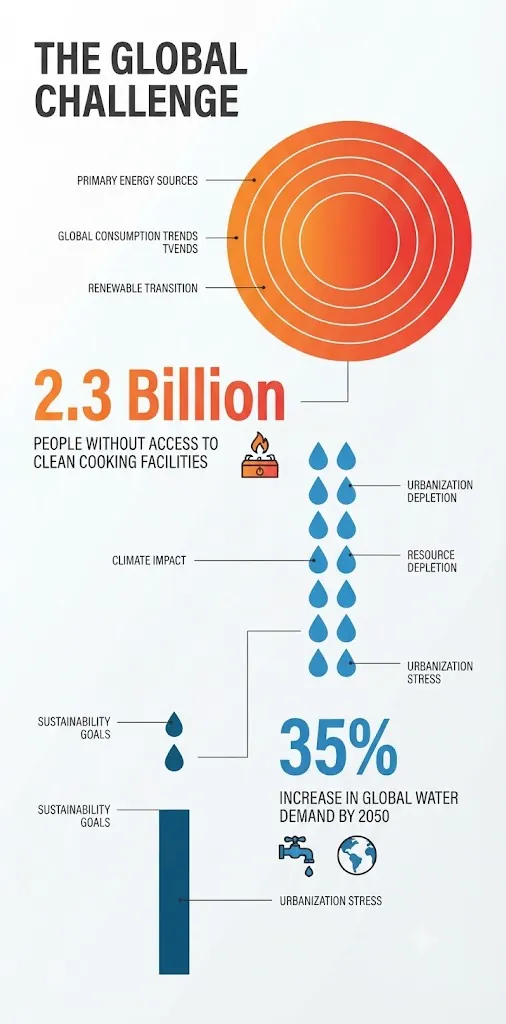 THE GLOBAL
CHALLENGE
PRIMARY ENERGY SOURCES
GLOBAL CONSUMPTION TRENDS
TVENDS
RENEWABLE TRANSITION
2.3 Billion
PEOPLE WITHOUT ACCESS TO
CLEAN COOKING FACILITIES
URBANIZATION
DEPLETION
CLIMATE IMPACT
RESOURCE
DEPLETION
URBANIZATION
STRESS
SUSTAINABILITY
GOALS
35%
INCREASE IN GLOBAL WATER
DEMAND BY 2050
SUSTAINABILITY
GOALS
URBANIZATION STRESS